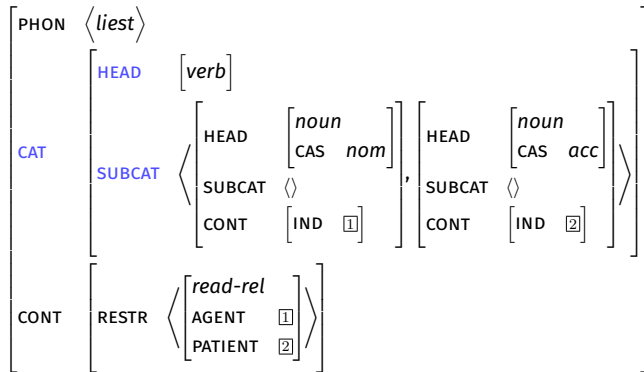 PHON ⟨liest⟩
HEAD [verb]
CAT
SUBCAT ⟨ [HEAD [noun CAS nom] SUBCAT ⟨⟩ CONT [IND 1]], [HEAD [noun CAS acc] SUBCAT ⟨⟩ CONT [IND 2]] ⟩
CONT [RESTR ⟨ [read-rel AGENT 1 PATIENT 2] ⟩]